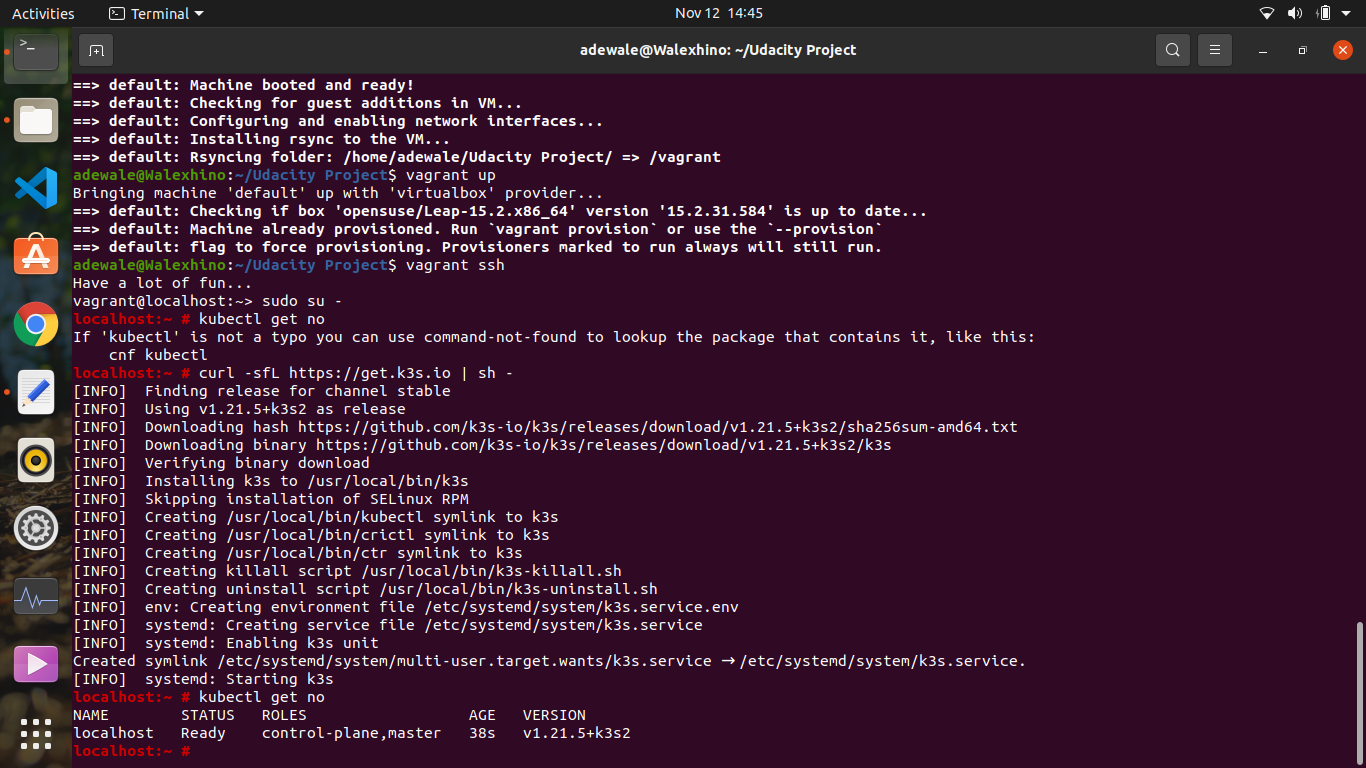 Activities
Terminal
Nov 12 14:45
adewale@Walexhino: ~/Udacity Project
==> default: Machine booted and ready!
==> default: Checking for guest additions in VM...
==> default: Configuring and enabling network interfaces...
==> default: Installing rsync to the VM...
==> default: Rsyncing folder: /home/adewale/Udacity Project/ => /vagrant
adewale@Walexhino:~/Udacity Project$ vagrant up
Bringing machine 'default' up with 'virtualbox' provider...
==> default: Checking if box 'opensuse/Leap-15.2.x86_64' version '15.2.31.584' is up to date...
==> default: Machine already provisioned. Run `vagrant provision` or use the `--provision`
==> default: flag to force provisioning. Provisioners marked to run always will still run.
adewale@Walexhino:~/Udacity Project$ vagrant ssh
Have a lot of fun...
vagrant@localhost:~> sudo su -
localhost:~ # kubectl get no
If 'kubectl' is not a typo you can use command-not-found to lookup the package that contains it, like this:
    cnf kubectl
localhost:~ # curl -sfL https://get.k3s.io | sh -
[INFO]  Finding release for channel stable
[INFO]  Using v1.21.5+k3s2 as release
[INFO]  Downloading hash https://github.com/k3s-io/k3s/releases/download/v1.21.5+k3s2/sha256sum-amd64.txt
[INFO]  Downloading binary https://github.com/k3s-io/k3s/releases/download/v1.21.5+k3s2/k3s
[INFO]  Verifying binary download
[INFO]  Installing k3s to /usr/local/bin/k3s
[INFO]  Skipping installation of SELinux RPM
[INFO]  Creating /usr/local/bin/kubectl symlink to k3s
[INFO]  Creating /usr/local/bin/crictl symlink to k3s
[INFO]  Creating /usr/local/bin/ctr symlink to k3s
[INFO]  Creating killall script /usr/local/bin/k3s-killall.sh
[INFO]  Creating uninstall script /usr/local/bin/k3s-uninstall.sh
[INFO]  env: Creating environment file /etc/systemd/system/k3s.service.env
[INFO]  systemd: Creating service file /etc/systemd/system/k3s.service
[INFO]  systemd: Enabling k3s unit
Created symlink /etc/systemd/system/multi-user.target.wants/k3s.service → /etc/systemd/system/k3s.service.
[INFO]  systemd: Starting k3s
localhost:~ # kubectl get no
NAME        STATUS   ROLES                  AGE   VERSION
localhost   Ready    control-plane,master   38s   v1.21.5+k3s2
localhost:~ #